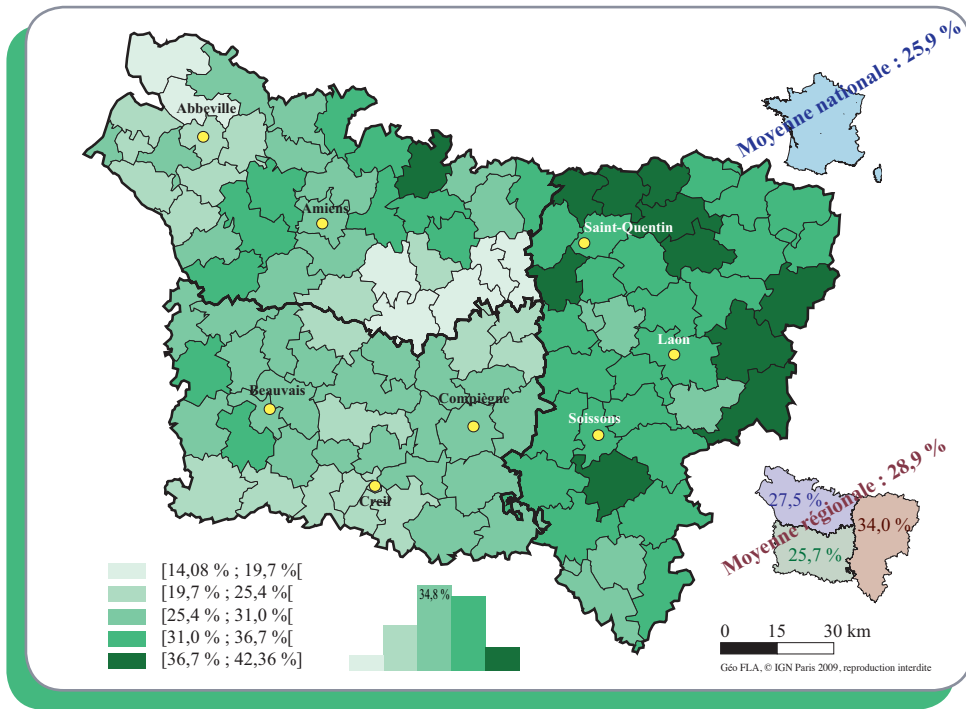 Moyenne nationale : 25,9 %
Abbeville
Amiens
Saint-Quentin
Laon
Beauvais
Compiègne
Soissons
Creil
Moyenne régionale : 28,9 %
27,5 %
34,0 %
25,7 %
[14,08 % ; 19,7 %[
[19,7 % ; 25,4 %[
[25,4 % ; 31,0 %[
[31,0 % ; 36,7 %[
[36,7 % ; 42,36 %]
34,8 %
0 15 30 km
Géo FLA, © IGN Paris 2009, reproduction interdite